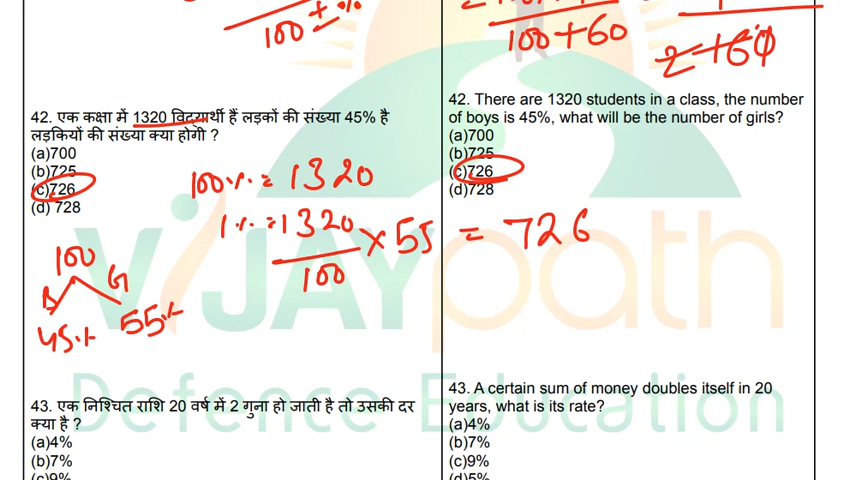 100 + %
100+60
2+60
42. एक कक्षा में 1320 विद्यार्थी हैं लड़कों की संख्या 45% है
लड़कियों की संख्या क्या होगी ?
(a)700
(b)725
(c)726
(d) 728
100% = 1320
1% = 1320
100
× 55 = 726
100
B G
45% 55%
42. There are 1320 students in a class, the number
of boys is 45%, what will be the number of girls?
(a)700
(b)725
(c)726
(d)728
43. एक निश्चित राशि 20 वर्ष में 2 गुना हो जाती है तो उसकी दर
क्या है ?
(a)4%
(b)7%
(c)9%
43. A certain sum of money doubles itself in 20
years, what is its rate?
(a)4%
(b)7%
(c)9%
(d)5%
VIJAYpath
Defence Education